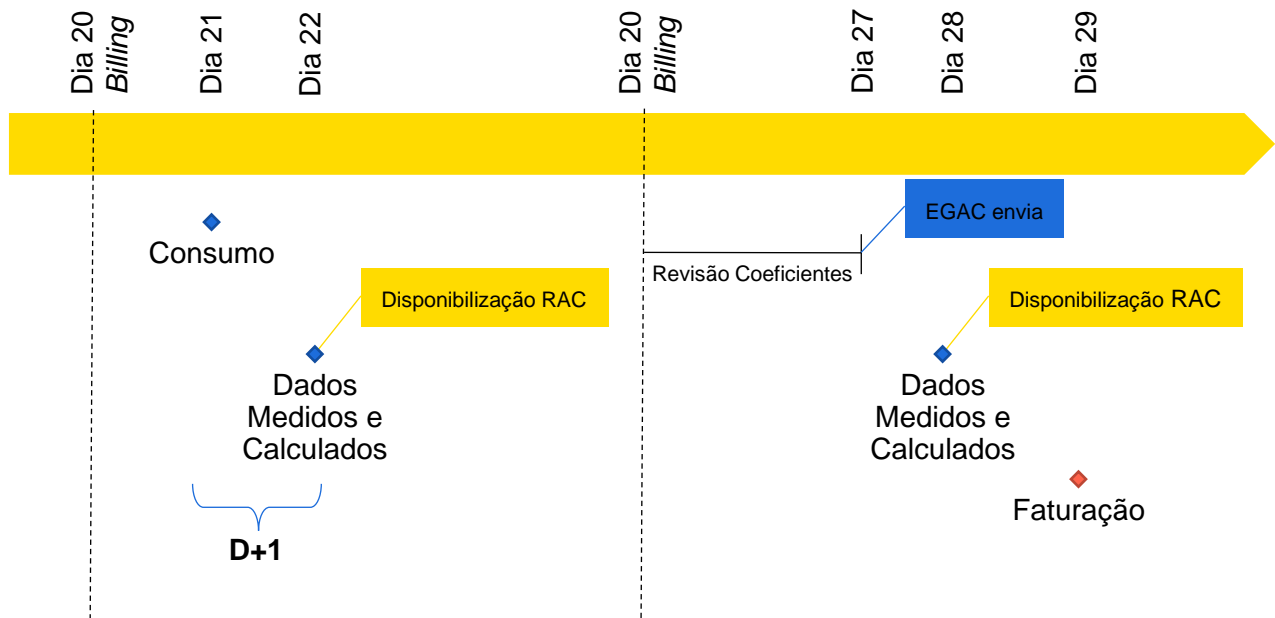 Dia 20
Billing
Dia 21
Dia 22
Dia 20
Billing
Dia 27
Dia 28
Dia 29
EGAC envia
Consumo
Revisão Coeficientes
Disponibilização RAC
Disponibilização RAC
Dados
Medidos e
Calculados
Dados
Medidos e
Calculados
Faturação
D+1